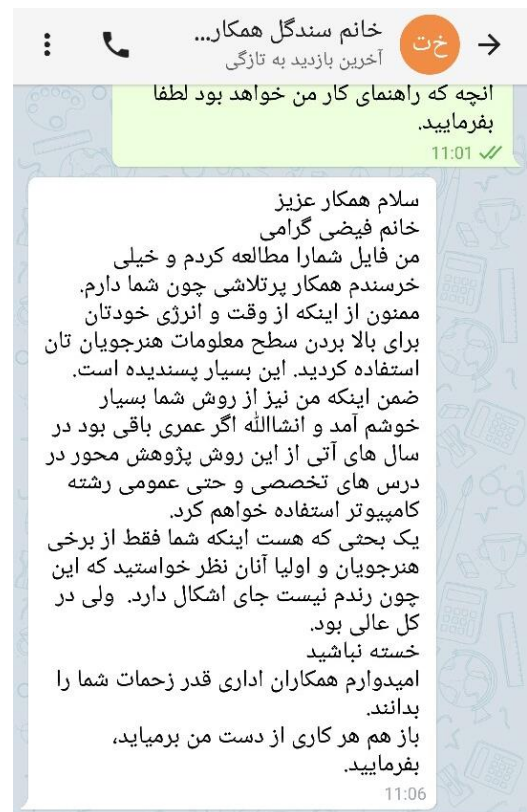 خانم سندگل همکار...
آخرین بازدید به تازگی
خ‌ت
آنچه که راهنمای کار من خواهد بود لطفا
بفرمایید.
11:01
سلام همکار عزیز
خانم فیضی گرامی
من فایل شمارا مطالعه کردم و خیلی
خرسندم همکار پرتلاشی چون شما دارم.
ممنون از اینکه از وقت و انرژی خودتان
برای بالا بردن سطح معلومات هنرجویان تان
استفاده کردید. این بسیار پسندیده است.
ضمن اینکه من نیز از روش شما بسیار
خوشم آمد و انشاالله اگر عمری باقی بود در
سال های آتی از این روش پژوهش محور در
درس های تخصصی و حتی عمومی رشته
کامپیوتر استفاده خواهم کرد.
یک بحثی که هست اینکه شما فقط از برخی
هنرجویان و اولیا آنان نظر خواستید که این
چون رندم نیست جای اشکال دارد. ولی در
کل عالی بود.
خسته نباشید
امیدوارم همکاران اداری قدر زحمات شما را
بدانند.
باز هم هر کاری از دست من برمیاید،
بفرمایید.
11:06